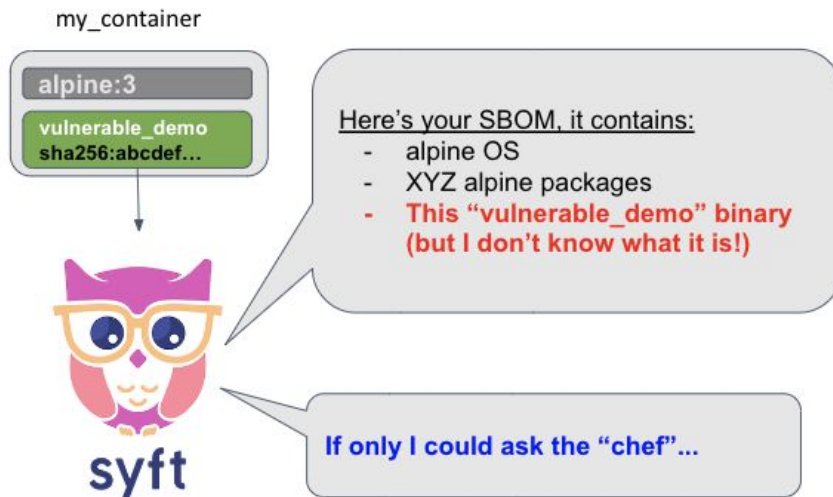 my_container
alpine:3
vulnerable_demo
sha256:abcdef...
Here's your SBOM, it contains:
- alpine OS
- XYZ alpine packages
- This “vulnerable_demo” binary
(but I don't know what it is!)
If only I could ask the “chef”...
syft